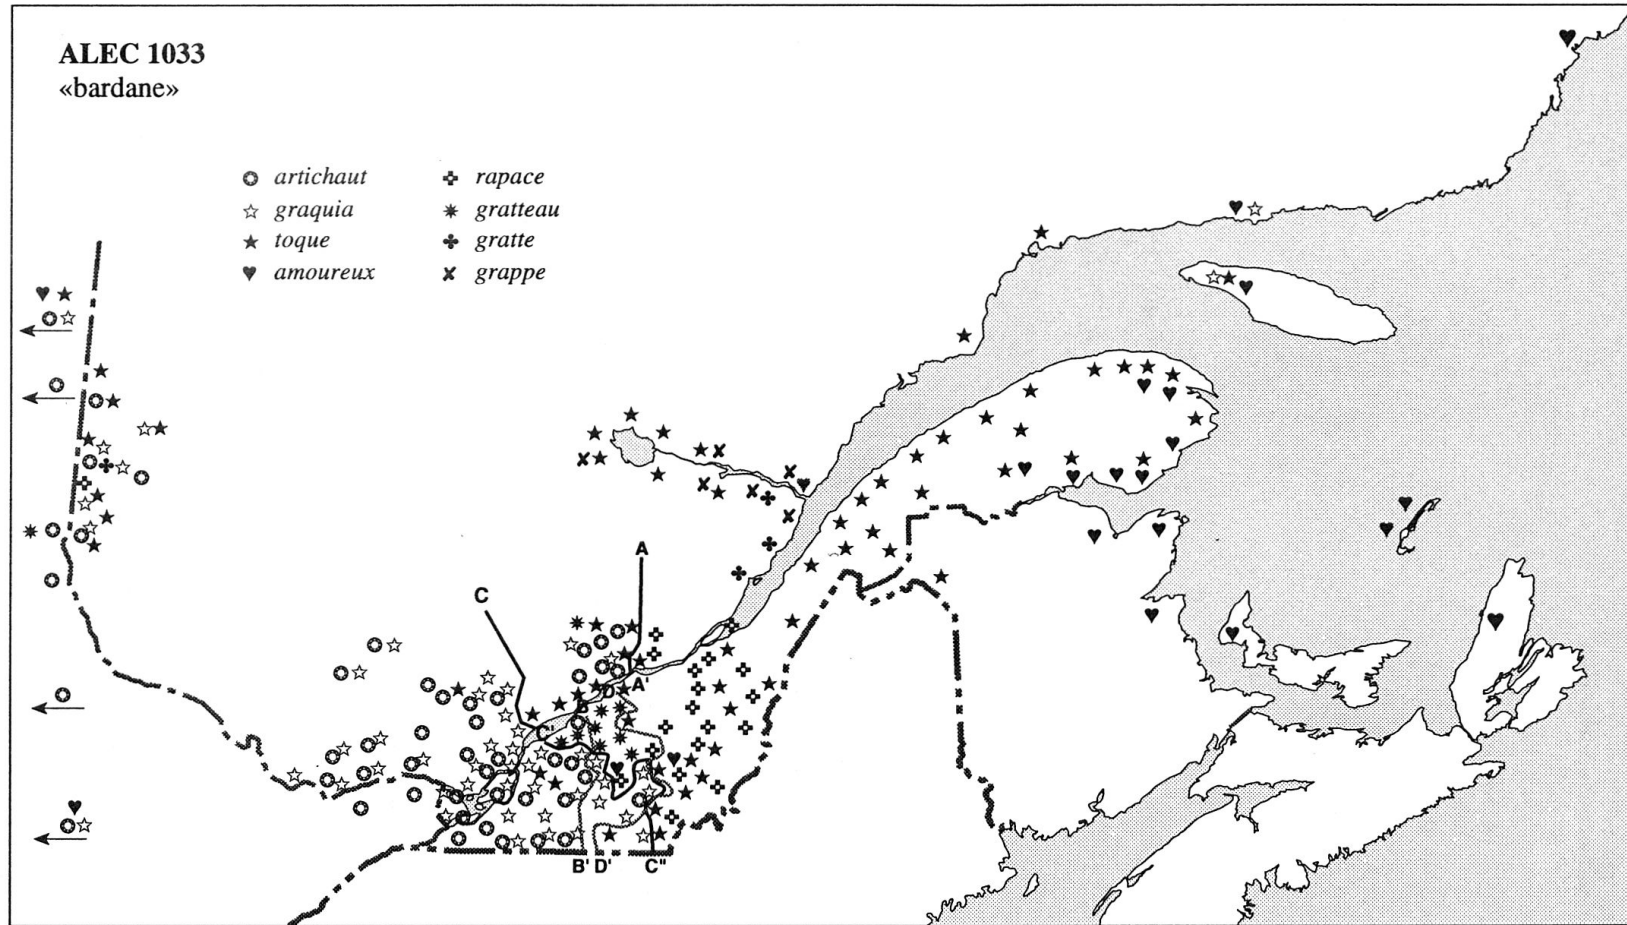 ALEC 1033
«bardane»
artichaut
graquia
toque
amoureux
rapace
gratteau
gratte
grappe
A
C
A'
D
B
C'
B' D' C"